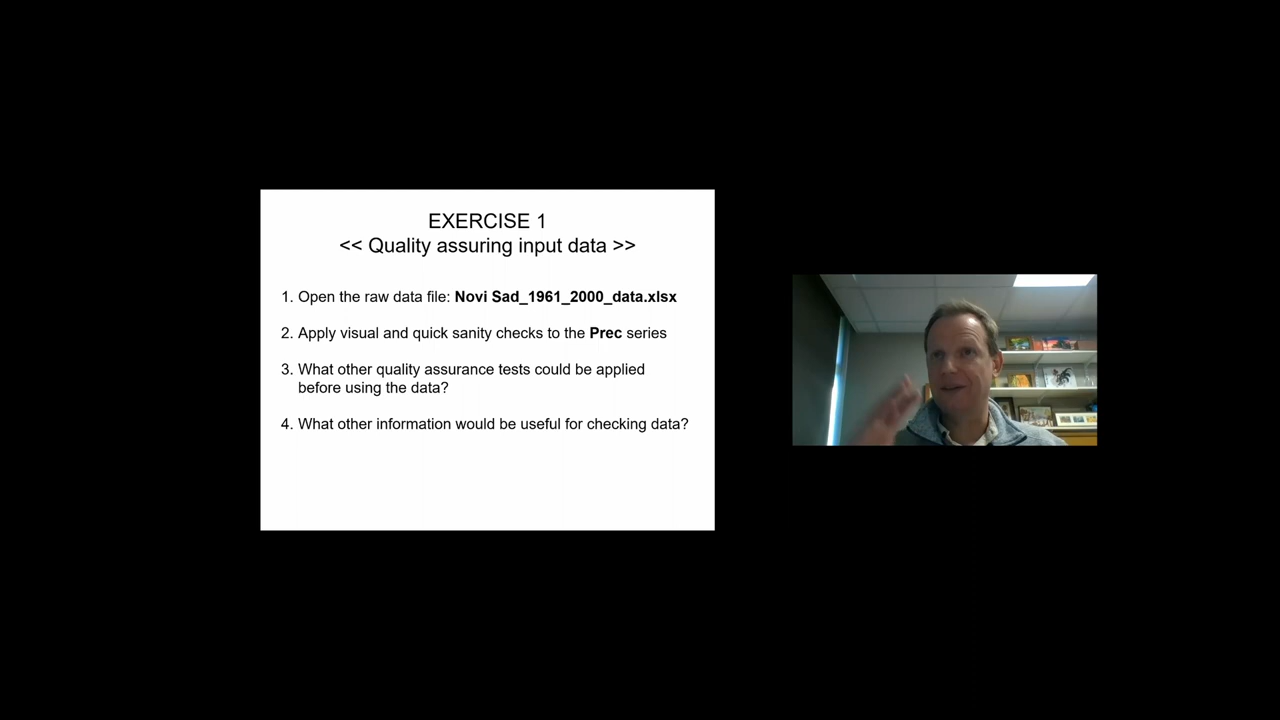 EXERCISE 1
<< Quality assuring input data >>
1. Open the raw data file: Novi Sad_1961_2000_data.xlsx
2. Apply visual and quick sanity checks to the Prec series
3. What other quality assurance tests could be applied
before using the data?
4. What other information would be useful for checking data?